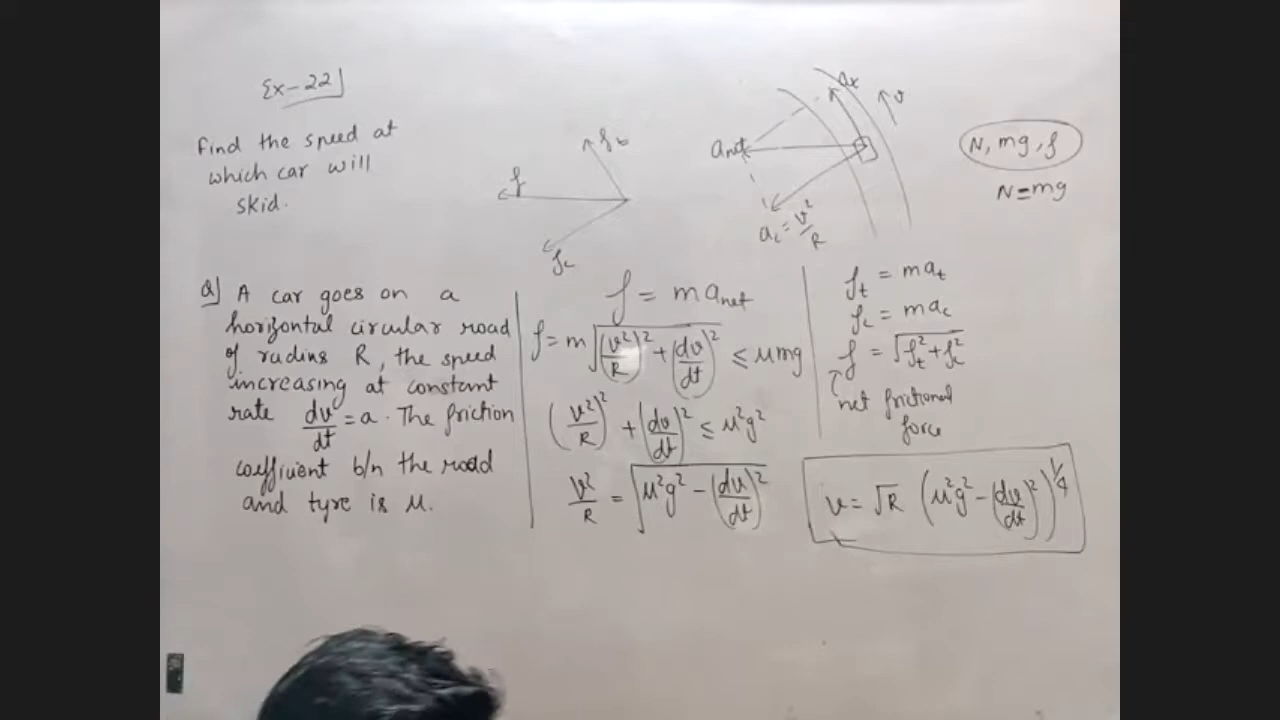 Ex-22
Find the speed at
which car will
skid.
f
f_t
f_c
a_net
a_t
v
a_c = v²/R
N, mg, f
N = mg
Q] A car goes on a
horizontal circular road
of radius R, the speed
increasing at constant
rate dv/dt = a. The friction
coefficient b/n the road
and tyre is μ.
f = m a_net
f = m √((v²/R)² + (dv/dt)²) ≤ μmg
(v²/R)² + (dv/dt)² ≤ μ²g²
v²/R = √(μ²g² - (dv/dt)²)
f_t = ma_t
f_c = ma_c
f = √(f_t² + f_c²)
net frictional
force
v = √R (μ²g² - (dv/dt)²)^1/4